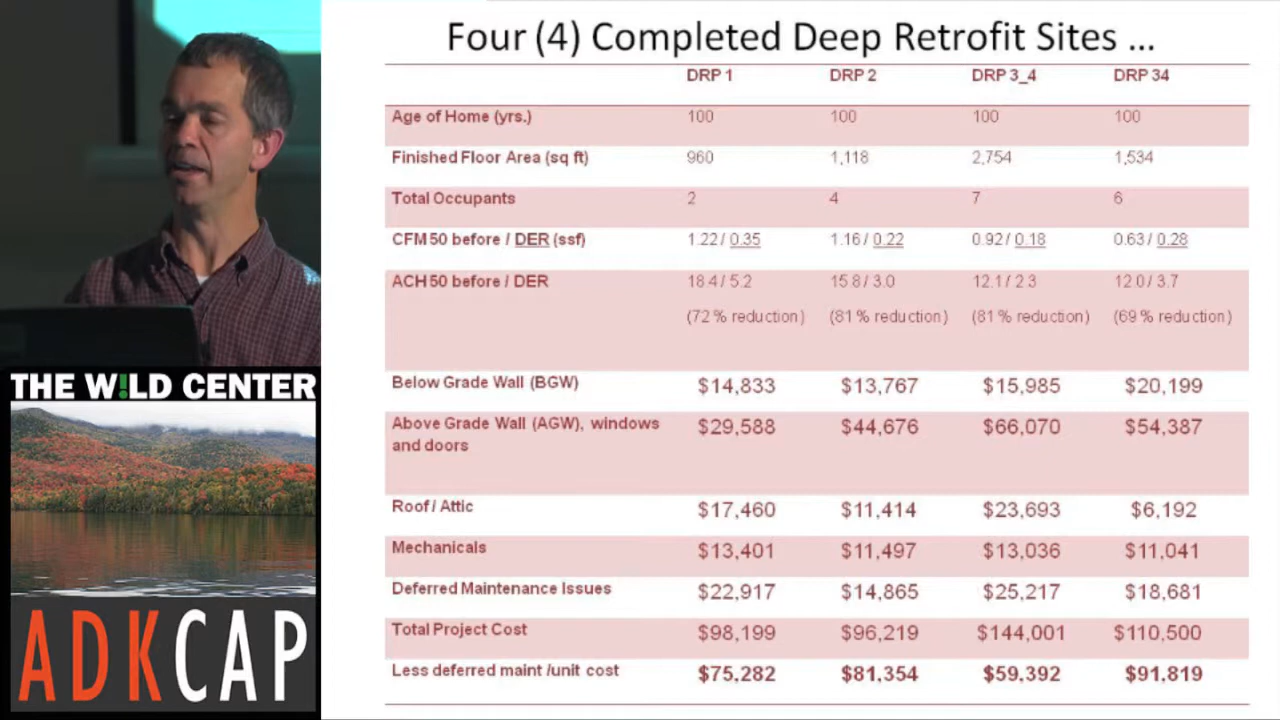 Four (4) Completed Deep Retrofit Sites ...
DRP 1 DRP 2 DRP 3_4 DRP 34
Age of Home (yrs.) 100 100 100 100
Finished Floor Area (sq ft) 960 1,118 2,754 1,534
Total Occupants 2 4 7 6
CFM 50 before / DER (ssf) 1.22 / 0.35 1.16 / 0.22 0.92 / 0.18 0.63 / 0.28
ACH 50 before / DER 18.4 / 5.2 15.8 / 3.0 12.1 / 2.3 12.0 / 3.7
(72 % reduction) (81 % reduction) (81 % reduction) (69 % reduction)
Below Grade Wall (BGW) $14,833 $13,767 $15,985 $20,199
Above Grade Wall (AGW), windows $29,588 $44,676 $66,070 $54,387
and doors
Roof / Attic $17,460 $11,414 $23,693 $6,192
Mechanicals $13,401 $11,497 $13,036 $11,041
Deferred Maintenance Issues $22,917 $14,865 $25,217 $18,681
Total Project Cost $98,199 $96,219 $144,001 $110,500
Less deferred maint /unit cost $75,282 $81,354 $59,392 $91,819
THE W!LD CENTER
ADKCAP